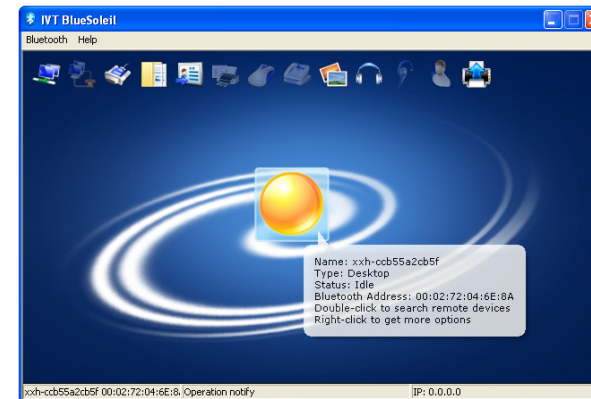 IVT BlueSoleil
Bluetooth Help
Name: xxh-ccb55a2cb5f
Type: Desktop
Status: Idle
Bluetooth Address: 00:02:72:04:6E:8A
Double-click to search remote devices
Right-click to get more options
xxh-ccb55a2cb5f 00:02:72:04:6E:8. Operation notify IP: 0.0.0.0